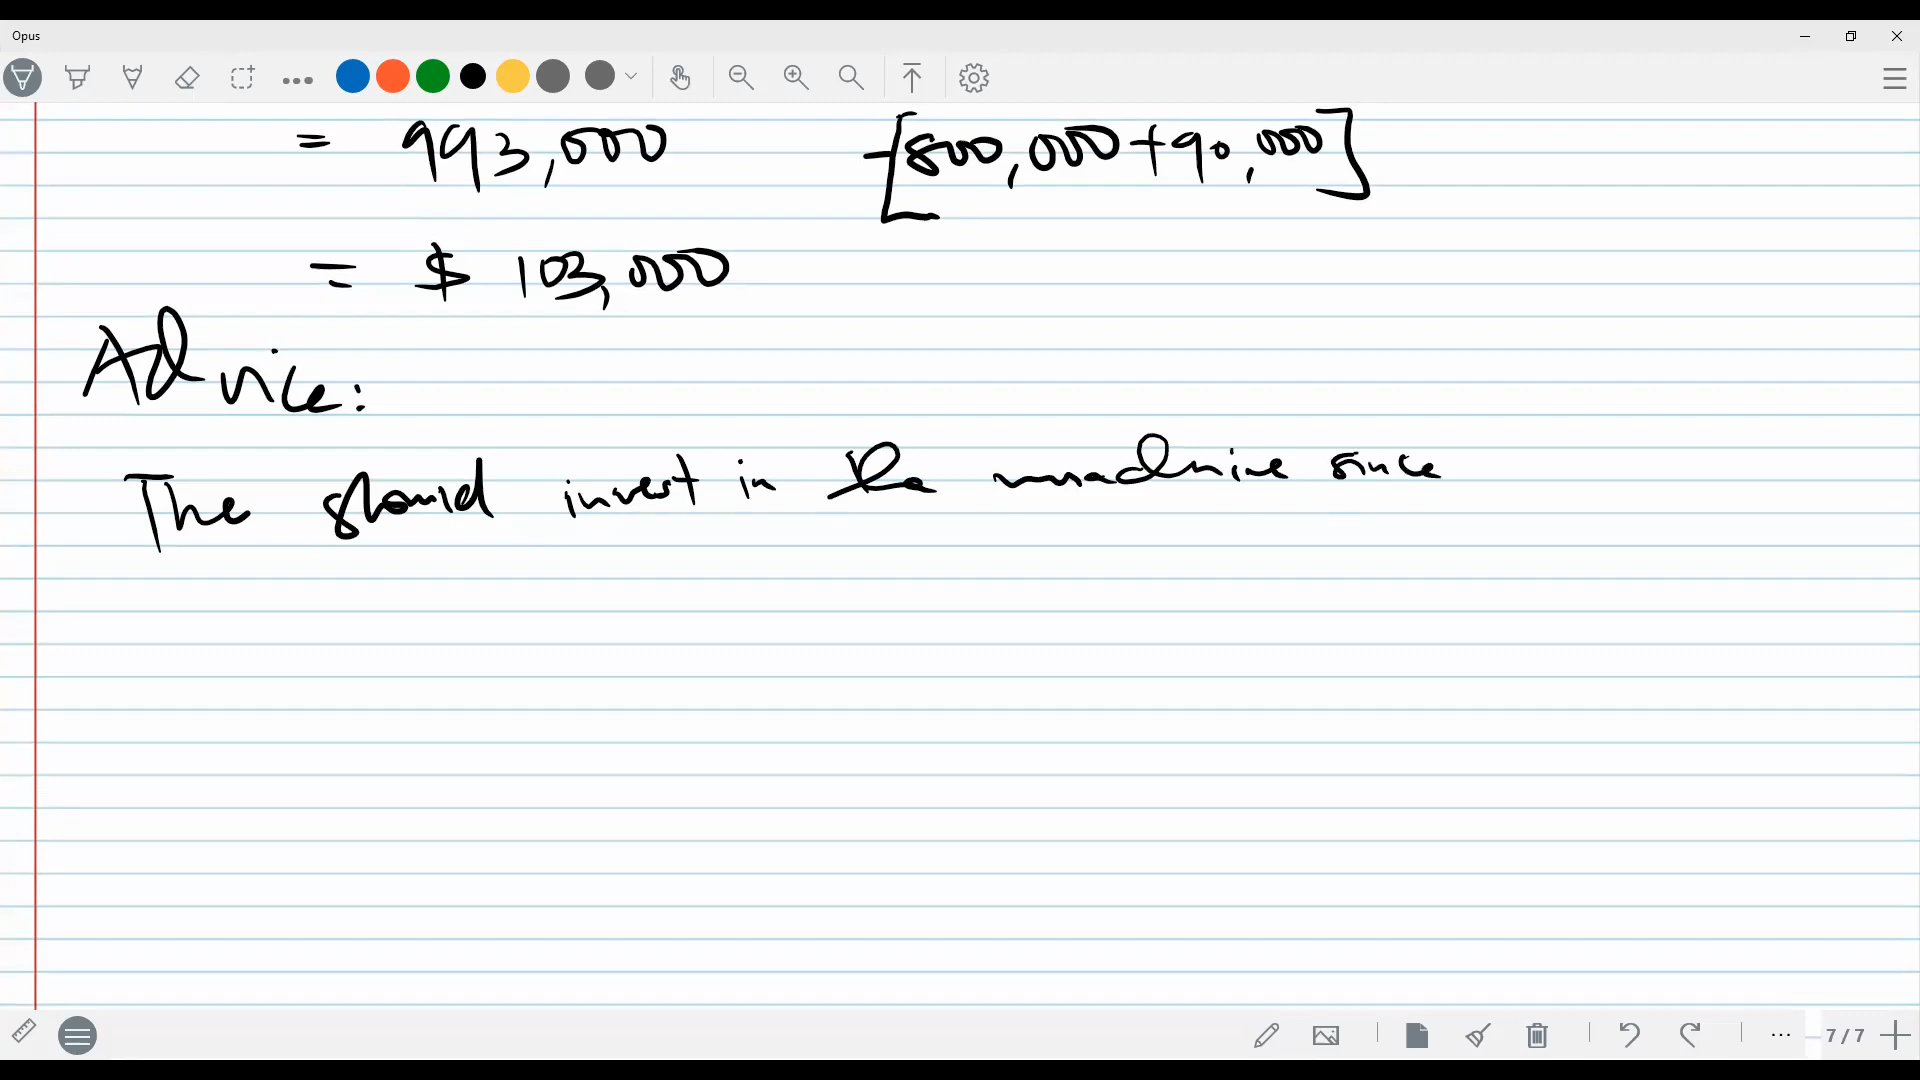 Opus
= 993,000 -[800,000+90,000]
= $ 103,000
Advice:
The should invest in the machine since
7 / 7